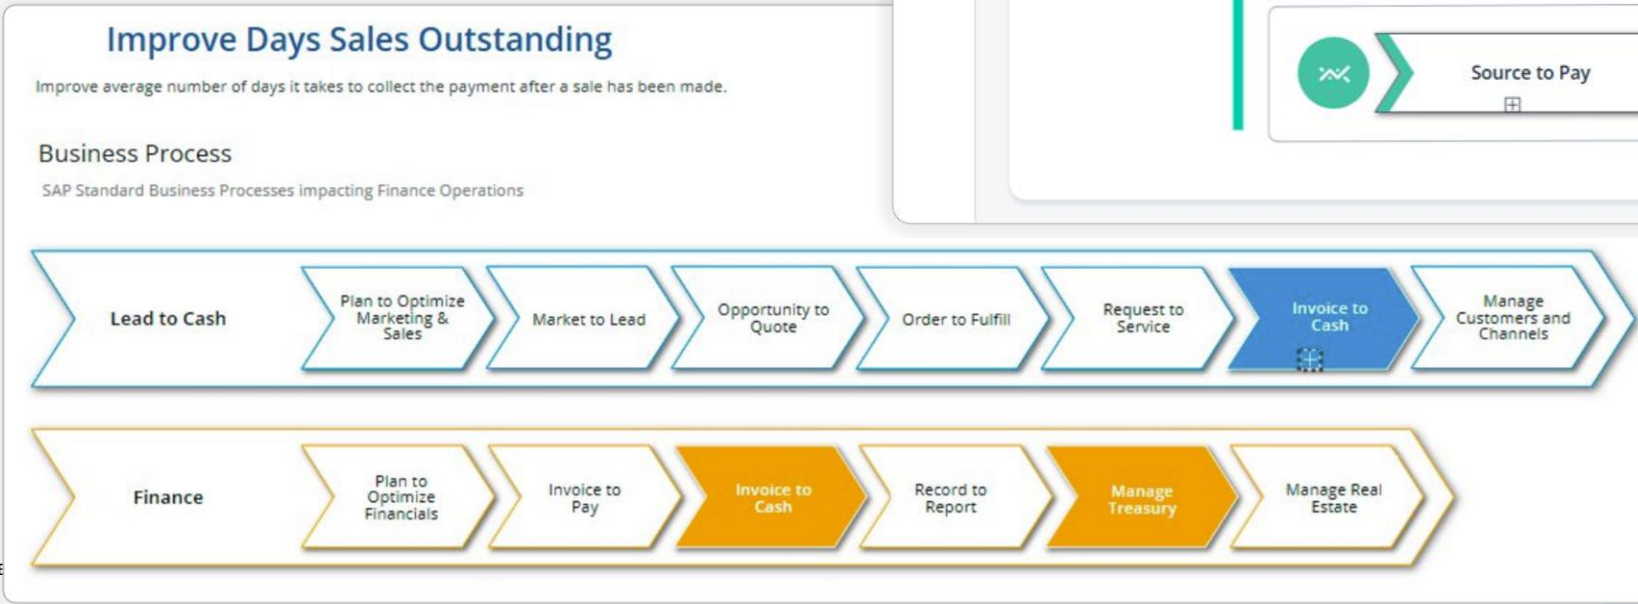 Improve Days Sales Outstanding
Improve average number of days it takes to collect the payment after a sale has been made.
Source to Pay
Business Process
SAP Standard Business Processes impacting Finance Operations
Lead to Cash
Plan to Optimize
Marketing &
Sales
Market to Lead
Opportunity to
Quote
Order to Fulfill
Request to
Service
Invoice to
Cash
Manage
Customers and
Channels
Finance
Plan to
Optimize
Financials
Invoice to
Pay
Invoice to
Cash
Record to
Report
Manage
Treasury
Manage Real
Estate